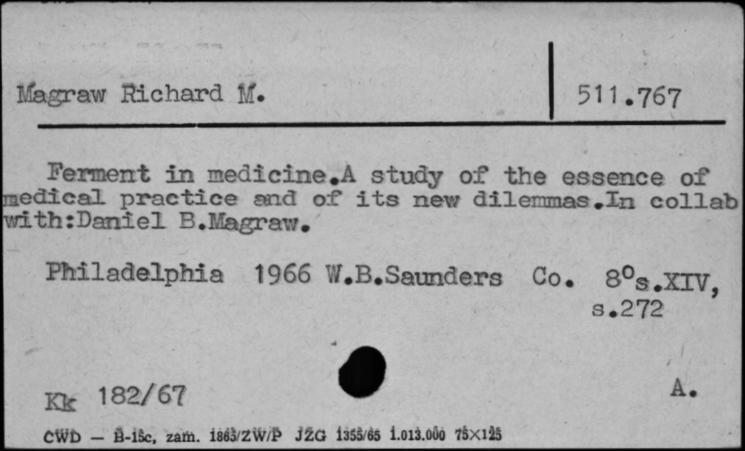 Magraw Richard M.
511.767
Ferment in medicine.A study of the essence of
medical practice and of its new dilemmas.In collab
with:Daniel B.Magraw.
Philadelphia 1966 W.B.Saunders Co. 8°s.XIV,
s.272
Kk 182/67
A.
CWD — B-15c, zam. 1863/ZW/P JZG 1355/65 1.013.000 75×125